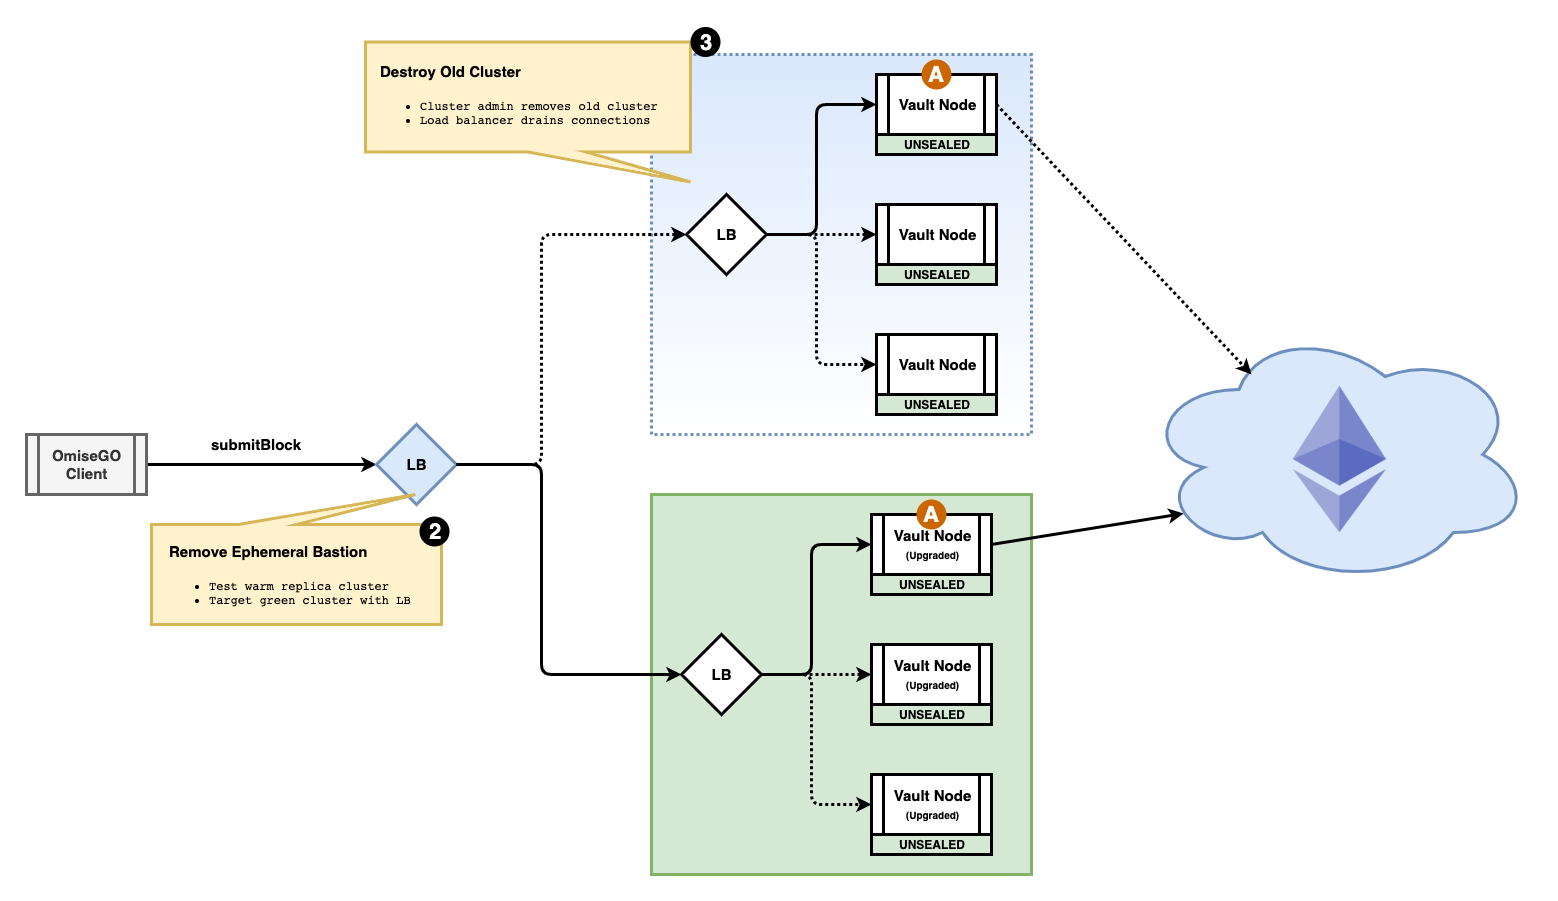 3
Destroy Old Cluster
• Cluster admin removes old cluster
• Load balancer drains connections
A
Vault Node
UNSEALED
LB
Vault Node
UNSEALED
Vault Node
UNSEALED
OmiseGO
Client
submitBlock
LB
2
Remove Ephemeral Bastion
• Test warm replica cluster
• Target green cluster with LB
A
Vault Node
(Upgraded)
UNSEALED
LB
Vault Node
(Upgraded)
UNSEALED
Vault Node
(Upgraded)
UNSEALED